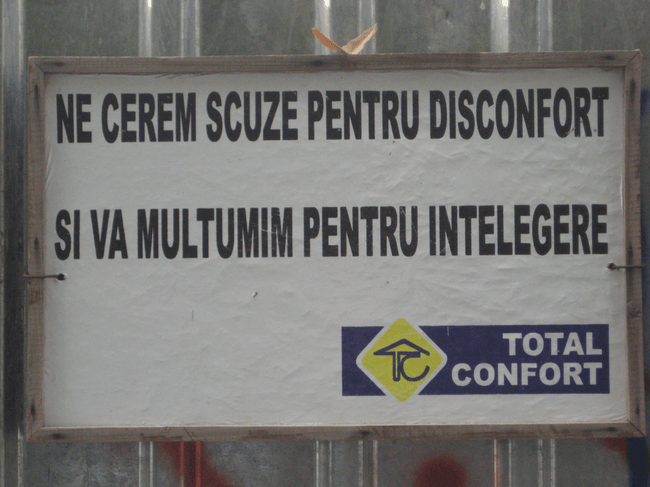 NE CEREM SCUZE PENTRU DISCONFORT
SI VA MULTUMIM PENTRU INTELEGERE
TC
TOTAL
CONFORT